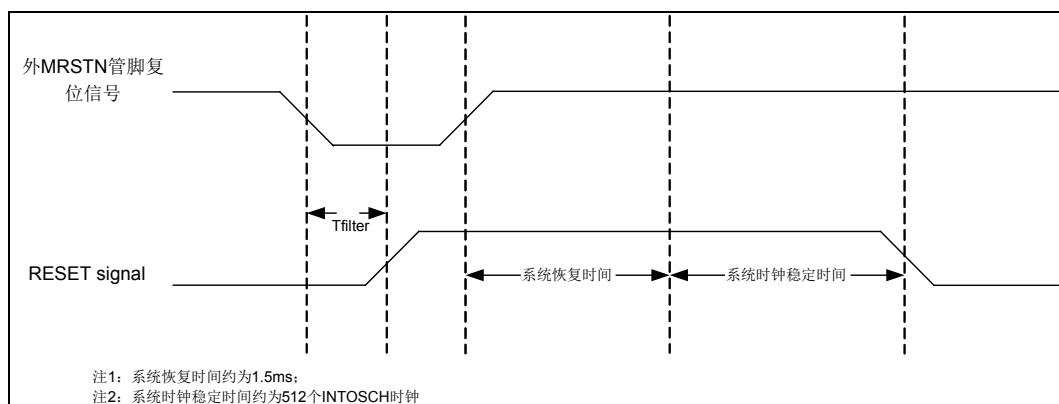 外MRSTN管脚复
位信号
Tfilter
RESET signal
系统恢复时间
系统时钟稳定时间
注1：系统恢复时间约为1.5ms；
注2：系统时钟稳定时间约为512个INTOSCH时钟